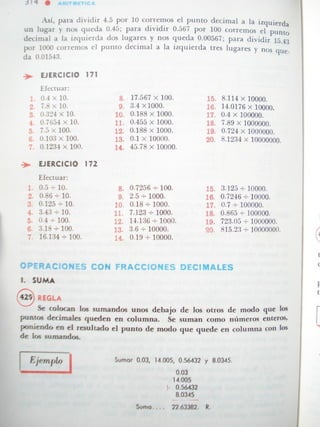 314 ● ARITMETICA
Así, para dividir 4.5 por 10 corremos el punto decimal a la izquierda
un lugar y nos queda 0.45; para dividir 0.567 por 100 corremos el punto
decimal a la izquierda dos lugares y nos queda 0.00567; para dividir 15.43
por 1000 corremos el punto decimal a la izquierda tres lugares y nos que-
da 0.01543.
EJERCICIO 171
Efectuar:
1. 0.4 × 10.
2. 7.8 × 10.
3. 0.324 × 10.
4. 0.7654 × 10.
5. 7.5 × 100.
6. 0.103 × 100.
7. 0.1234 × 100.
8. 17.567 × 100.
9. 3.4 ×1000.
10. 0.188 × 1000.
11. 0.455 × 1000.
12. 0.188 × 1000.
13. 0.1 × 10000.
14. 45.78 × 10000.
15. 8.114 × 10000.
16. 14.0176 × 10000.
17. 0.4 × 100000.
18. 7.89 × 1000000.
19. 0.724 × 1000000.
20. 8.1234 × 10000000.
EJERCICIO 172
Efectuar:
1. 0.5 ÷ 10.
2. 0.86 ÷ 10.
3. 0.125 ÷ 10.
4. 3.43 ÷ 10.
5. 0.4 ÷ 100.
6. 3.18 ÷ 100.
7. 16.134 ÷ 100.
8. 0.7256 ÷ 100.
9. 2.5 ÷ 1000.
10. 0.18 ÷ 1000.
11. 7.123 ÷ 1000.
12. 14.136 ÷ 1000.
13. 3.6 ÷ 10000.
14. 0.19 ÷ 10000.
15. 3.125 ÷ 10000.
16. 0.7246 ÷ 10000.
17. 0.7 ÷ 100000.
18. 0.865 ÷ 100000.
19. 723.05 ÷ 1000000.
20. 815.23 ÷ 10000000.
OPERACIONES CON FRACCIONES DECIMALES
I. SUMA
425 REGLA
Se colocan los sumandos unos debajo de los otros de modo que los
puntos decimales queden en columna. Se suman como números enteros,
poniendo en el resultado el punto de modo que quede en columna con los
de los sumandos.
Ejemplo
Sumar 0.03, 14.005, 0.56432 y 8.0345.
0.03
14.005
+ 0.56432
8.0345
Suma.... 22.63382. R.